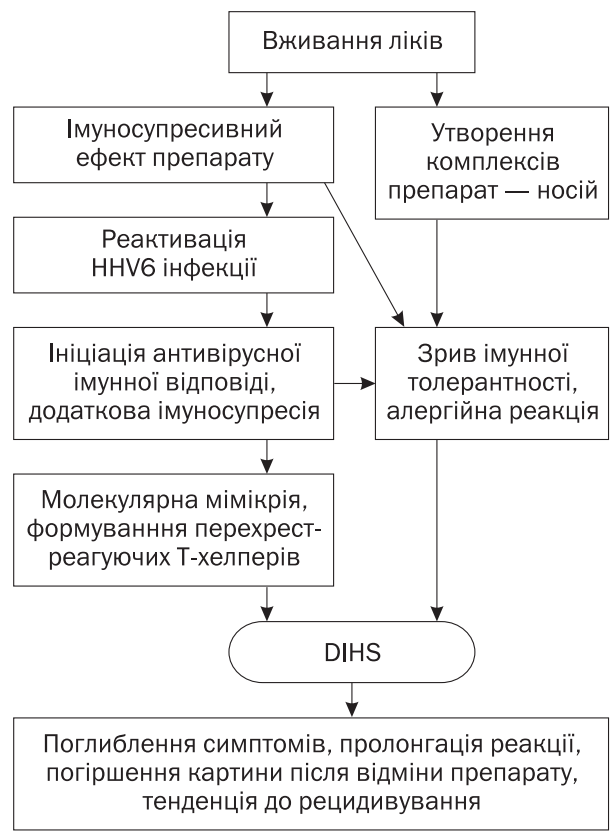 Вживання ліків
Імуносупресивний
ефект препарату
Утворення
комплексів
препарат — носій
Реактивація
HHV6 інфекції
Ініціація антивірусної
імунної відповіді,
додаткова імуносупресія
Зрив імунної
толерантності,
алергійна реакція
Молекулярна мімікрія,
формуванння перехрест-
реагуючих Т-хелперів
DIHS
Поглиблення симптомів, пролонгація реакції,
погіршення картини після відміни препарату,
тенденція до рецидивування